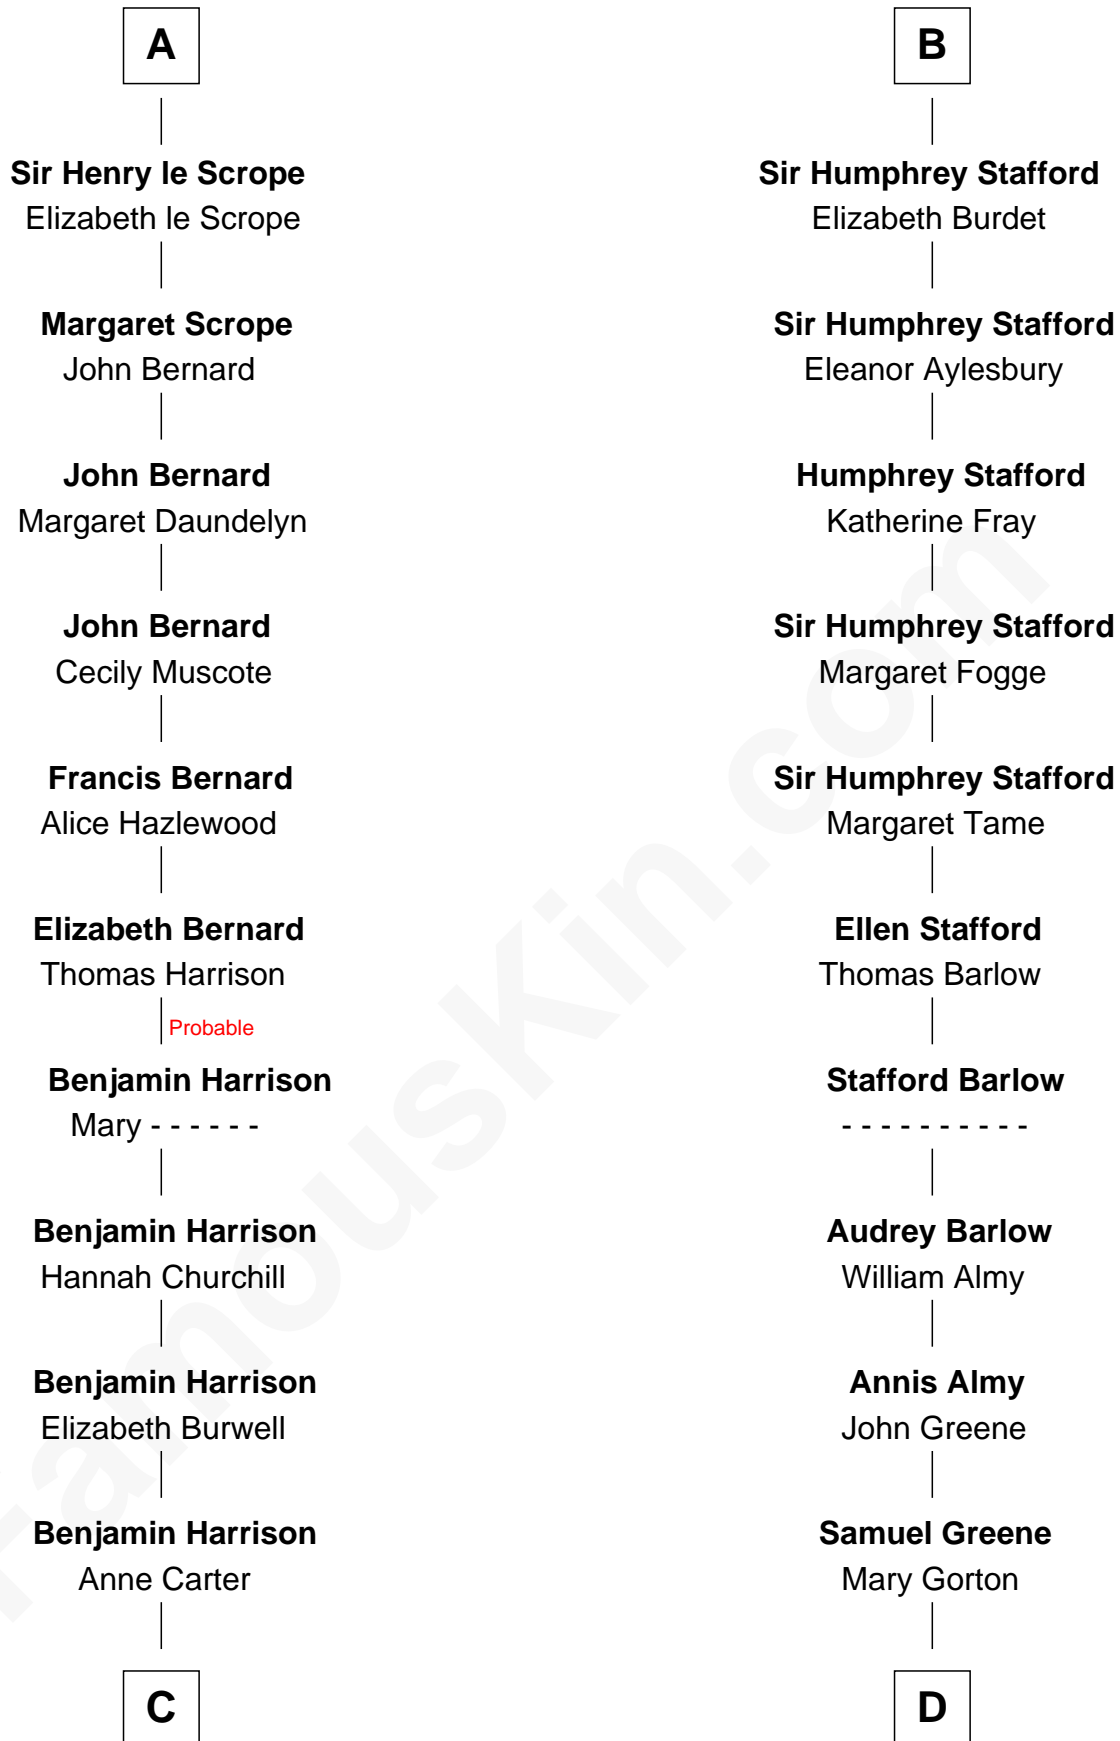 A
Sir Henry le Scrope
Elizabeth le Scrope
Margaret Scrope
John Bernard
John Bernard
Margaret Daundelyn
John Bernard
Cecily Muscote
Francis Bernard
Alice Hazlewood
Elizabeth Bernard
Thomas Harrison
Probable
Benjamin Harrison
Mary - - - - - -
Benjamin Harrison
Hannah Churchill
Benjamin Harrison
Elizabeth Burwell
Benjamin Harrison
Anne Carter
C
B
Sir Humphrey Stafford
Elizabeth Burdet
Sir Humphrey Stafford
Eleanor Aylesbury
Humphrey Stafford
Katherine Fray
Sir Humphrey Stafford
Margaret Fogge
Sir Humphrey Stafford
Margaret Tame
Ellen Stafford
Thomas Barlow
Stafford Barlow
- - - - - - - - - -
Audrey Barlow
William Almy
Annis Almy
John Greene
Samuel Greene
Mary Gorton
D
FamousKin.com